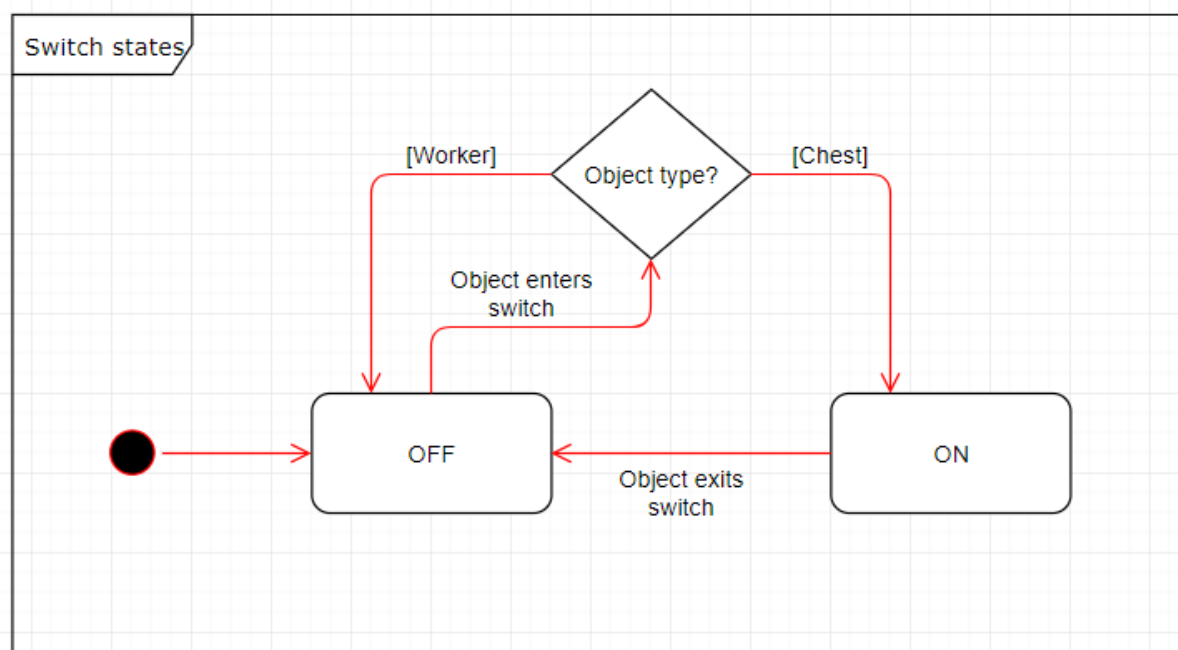 Switch states
[Worker]
Object type?
[Chest]
Object enters
switch
OFF
ON
Object exits
switch